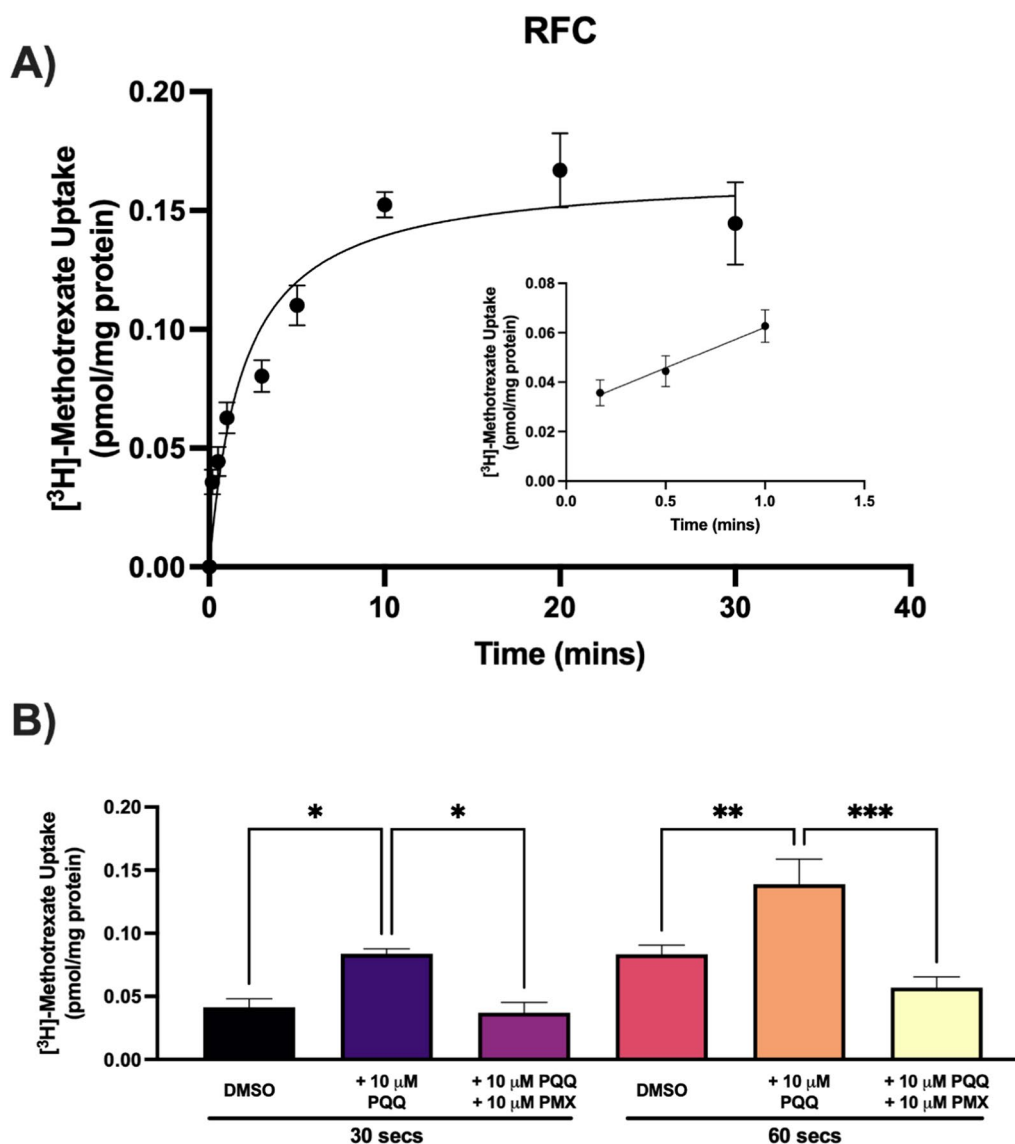 RFC
A)
[³H]-Methotrexate Uptake
(pmol/mg protein)
0.20
0.15
0.10
0.05
0.00
0 10 20 30 40
Time (mins)
[³H]-Methotrexate Uptake
(pmol/mg protein)
0.08
0.06
0.04
0.02
0.00
0.0 0.5 1.0 1.5
Time (mins)
B)
[³H]-Methotrexate Uptake
(pmol/mg protein)
0.20
0.15
0.10
0.05
0.00
* * ** ***
DMSO
+ 10 μM
PQQ
+ 10 μM PQQ
+ 10 μM PMX
DMSO
+ 10 μM
PQQ
+ 10 μM PQQ
+ 10 μM PMX
30 secs
60 secs